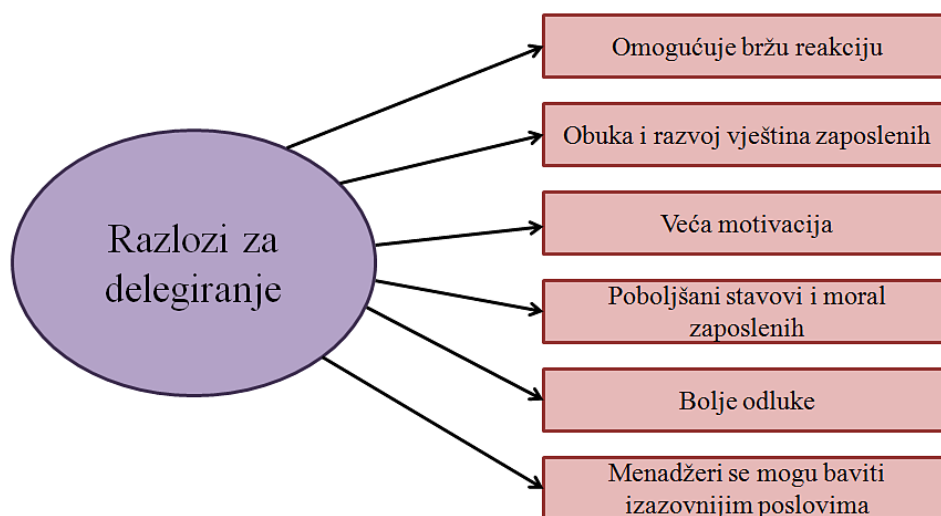 Razlozi za
delegiranje
Omogućuje bržu reakciju
Obuka i razvoj vještina zaposlenih
Veća motivacija
Poboljšani stavovi i moral
zaposlenih
Bolje odluke
Menadžeri se mogu baviti
izazovnijim poslovima